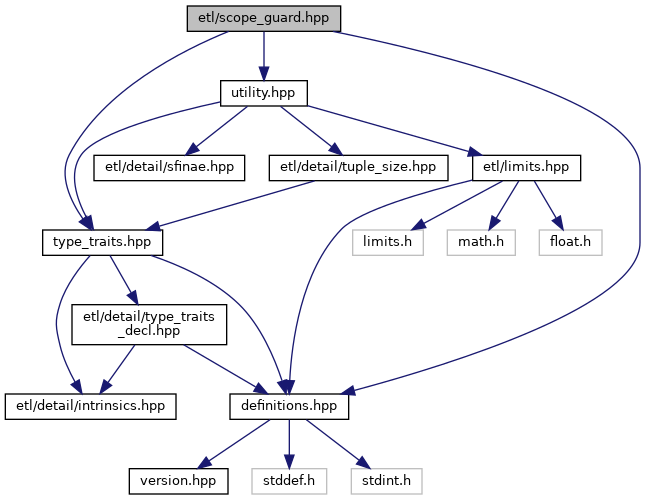 etl/scope_guard.hpp
utility.hpp
etl/detail/sfinae.hpp
etl/detail/tuple_size.hpp
etl/limits.hpp
type_traits.hpp
limits.h
math.h
float.h
etl/detail/type_traits
_decl.hpp
etl/detail/intrinsics.hpp
definitions.hpp
version.hpp
stddef.h
stdint.h